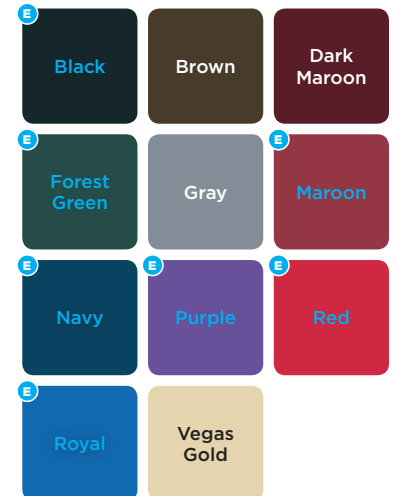 E
Black
Brown
Dark
Maroon
E
Forest
Green
Gray
E
Maroon
E
Navy
E
Purple
E
Red
E
Royal
Vegas
Gold